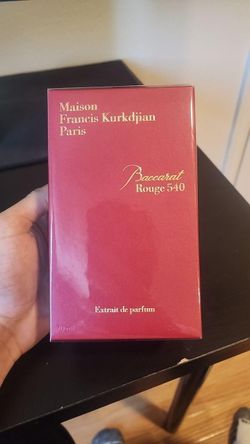 Maison
Francis Kurkdjian
Paris
Baccarat
Rouge 540
Extrait de parfum